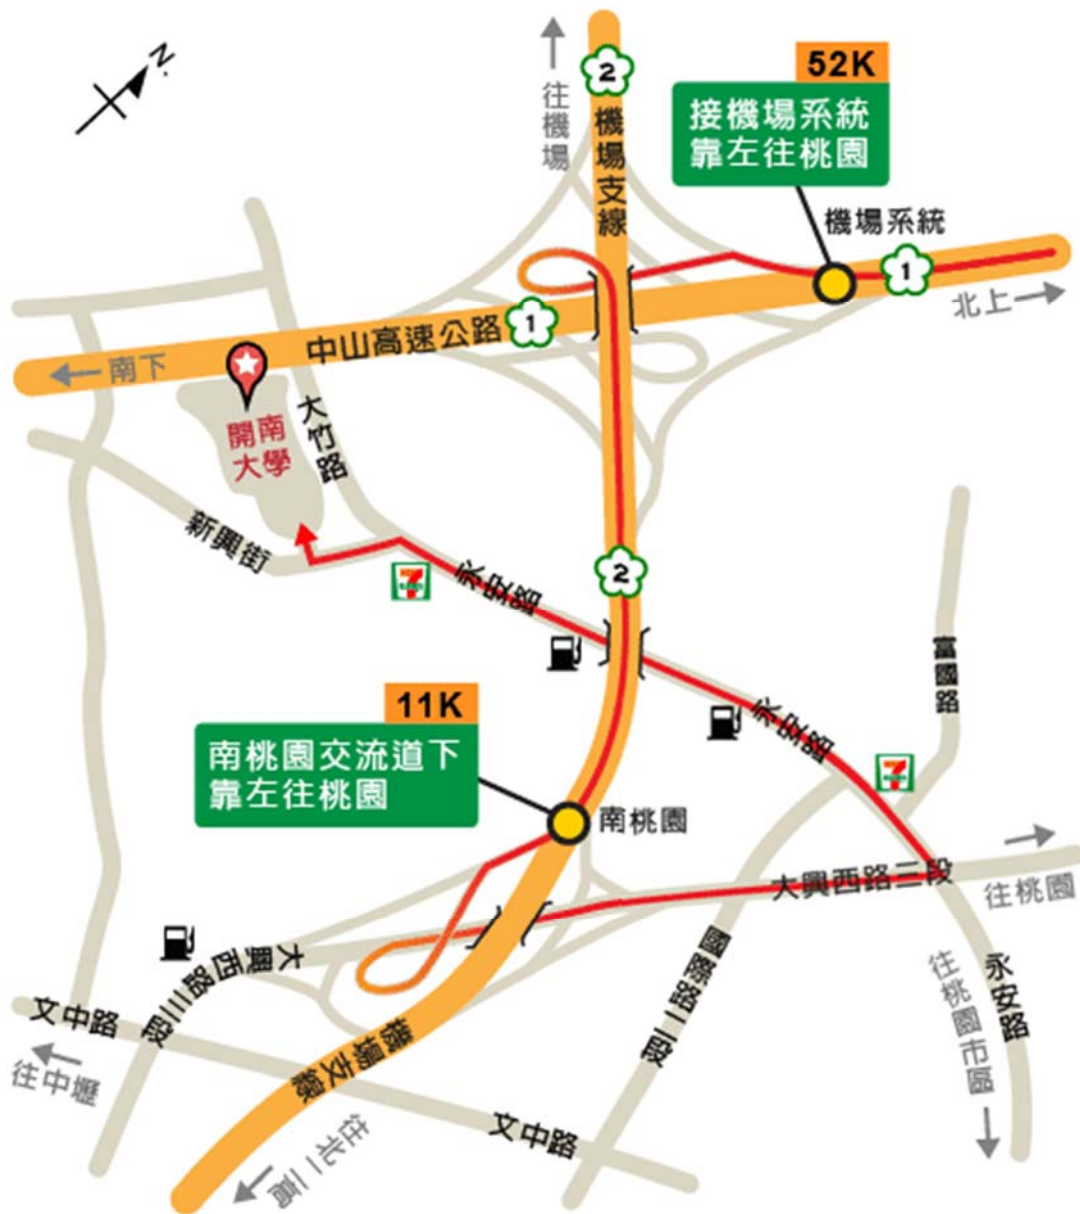 N.
2
往機場
機場支線
52K
接機場系統
靠左往桃園
機場系統
1
北上
中山高速公路
1
南下
開南
大學
大竹路
新興街
7
永安路
2
富國路
永安路
7
11K
南桃園交流道下
靠左往桃園
南桃園
大興西路二段
往桃園
大興西路三段
國際路二段
往桃園市區
永安路
文中路
往中壢
機場支線
文中路
往北二高